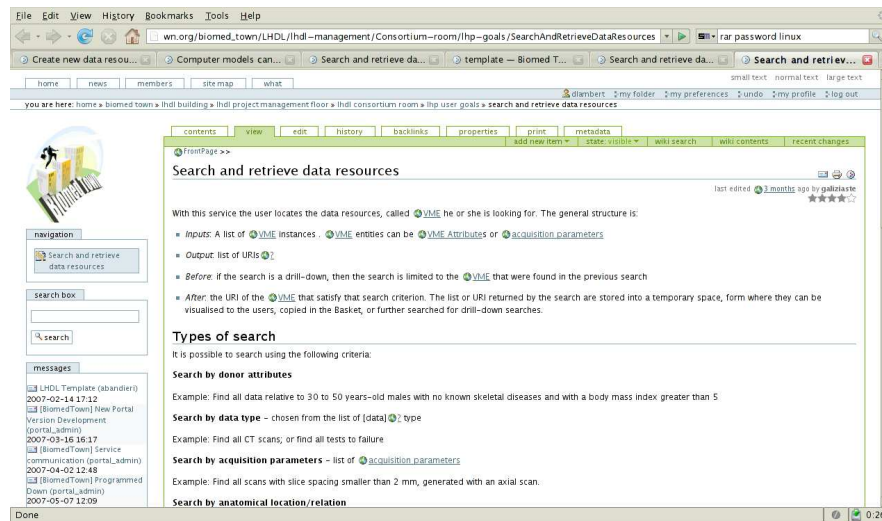 File Edit View History Bookmarks Tools Help
wn.org/biomed_town/LHDL/lhdl-management/Consortium-room/lhp-goals/SearchAndRetrieveDataResources
rar password linux
Create new data resou... Computer models can... Search and retrieve da... template — Biomed T... Search and retrieve da... Search and retriev...
home news members site map what
small text normal text large text
dlambert my folder my preferences undo my profile log out
you are here: home » biomed town » lhdl building » lhdl project management floor » lhdl consortium room » lhp user goals » search and retrieve data resources
BIOMEDTOWN
contents view edit history backlinks properties print metadata
add new item state: visible wiki search wiki contents recent changes
FrontPage >>
Search and retrieve data resources
last edited 3 months ago by galiziaste
With this service the user locates the data resources, called VME he or she is looking for. The general structure is:
Inputs: A list of VME instances . VME entities can be VME Attributes or acquisition parameters
Output: list of URIs?
Before: if the search is a drill-down, then the search is limited to the VME that were found in the previous search
After: the URI of the VME that satisfy that search criterion. The list or URI returned by the search are stored into a temporary space, form where they can be
visualised to the users, copied in the Basket, or further searched for drill-down searches.
Types of search
It is possible to search using the following criteria:
Search by donor attributes
Example: Find all data relative to 30 to 50 years-old males with no known skeletal diseases and with a body mass index greater than 5
Search by data type – chosen from the list of [data]? type
Example: Find all CT scans; or find all tests to failure
Search by acquisition parameters – list of acquisition parameters
Example: Find all scans with slice spacing smaller than 2 mm, generated with an axial scan.
Search by anatomical location/relation
navigation
Search and retrieve
data resources
search box
search
messages
LHDL Template (abandieri)
2007-02-14 17:12
[BiomedTown] New Portal
Version Development
(portal_admin)
2007-03-16 16:17
[BiomedTown] Service
communication (portal_admin)
2007-04-02 12:48
[BiomedTown] Programmed
Down (portal_admin)
2007-05-07 12:09
Done
0:26